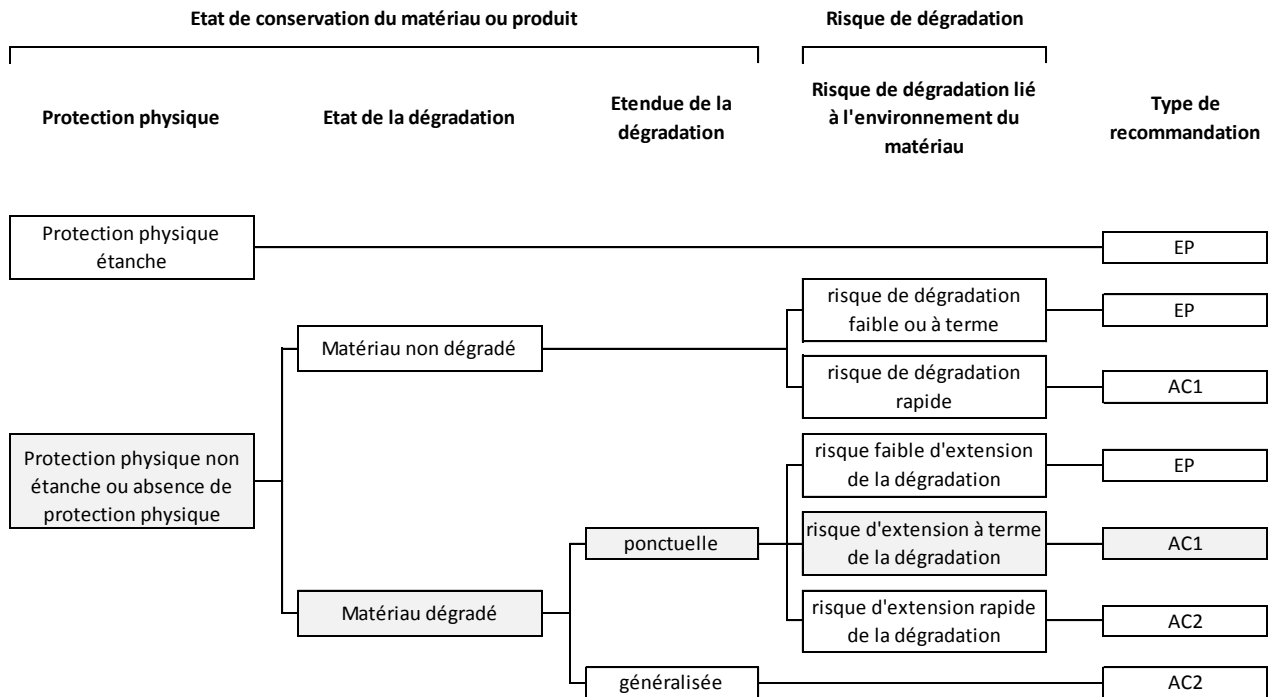 Etat de conservation du matériau ou produit
Risque de dégradation
Protection physique
Etat de la dégradation
Etendue de la
dégradation
Risque de dégradation lié
à l'environnement du
matériau
Type de
recommandation
Protection physique
étanche
EP
risque de dégradation
faible ou à terme
EP
Matériau non dégradé
risque de dégradation
rapide
AC1
Protection physique non
étanche ou absence de
protection physique
risque faible d'extension
de la dégradation
EP
ponctuelle
risque d'extension à terme
de la dégradation
AC1
Matériau dégradé
risque d'extension rapide
de la dégradation
AC2
généralisée
AC2